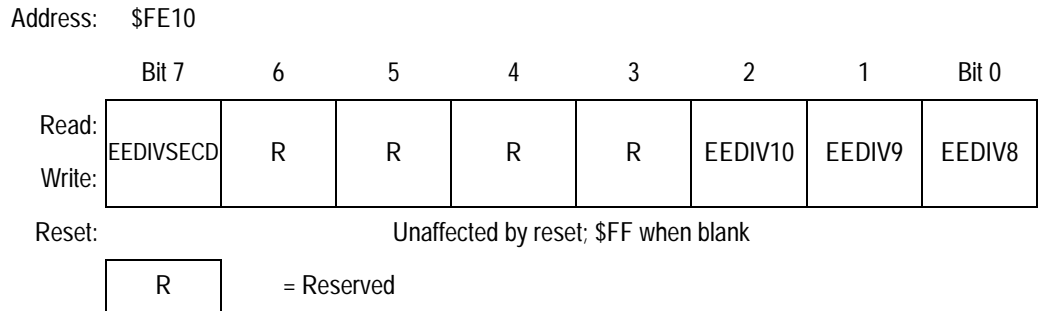 Address: $FE10
Bit 7 6 5 4 3 2 1 Bit 0
Read:
EEDIVSECD R R R R EEDIV10 EEDIV9 EEDIV8
Write:
Reset: Unaffected by reset; $FF when blank
R = Reserved